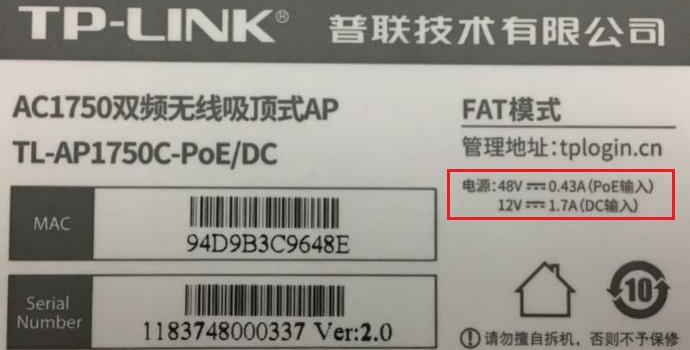 TP-LINK® 普联技术有限公司
AC1750双频无线吸顶式AP
TL-AP1750C-PoE/DC
MAC
94D9B3C9648E
Serial Number
1183748000337 Ver:2.0
FAT模式
管理地址:tplogin.cn
电源:48V⎓0.43A(PoE输入)
12V⎓1.7A(DC输入)
10
!请勿擅自拆机，否则不予保修